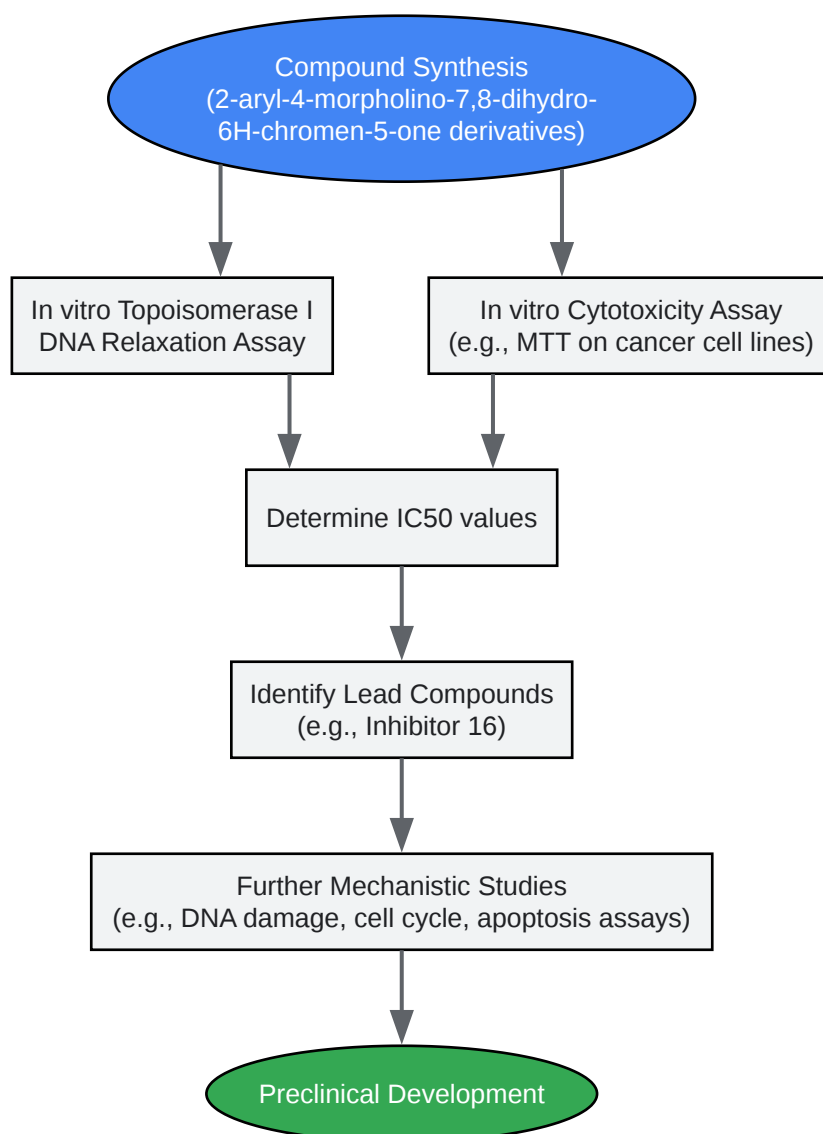 Compound Synthesis
(2-aryl-4-morpholino-7,8-dihydro-
6H-chromen-5-one derivatives)
In vitro Topoisomerase I
DNA Relaxation Assay
In vitro Cytotoxicity Assay
(e.g., MTT on cancer cell lines)
Determine IC50 values
Identify Lead Compounds
(e.g., Inhibitor 16)
Further Mechanistic Studies
(e.g., DNA damage, cell cycle, apoptosis assays)
Preclinical Development